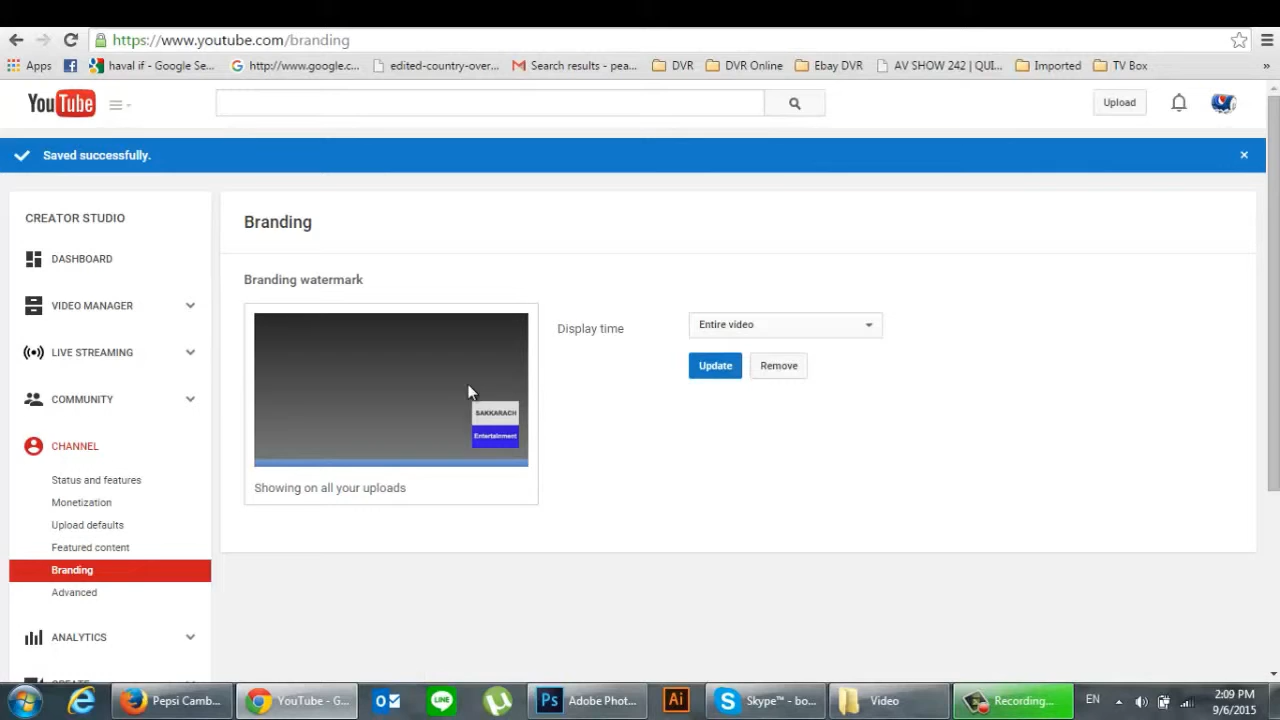 https://www.youtube.com/branding
Apps
haval if - Google Se...
http://www.google.c...
edited-country-over...
Search results - pea...
DVR
DVR Online
Ebay DVR
AV SHOW 242 | QUI...
Imported
TV Box
»
YouTube
Upload
Saved successfully.
×
CREATOR STUDIO
DASHBOARD
VIDEO MANAGER
LIVE STREAMING
COMMUNITY
CHANNEL
Status and features
Monetization
Upload defaults
Featured content
Branding
Advanced
ANALYTICS
Branding
Branding watermark
SAKKARACH
Entertainment
Showing on all your uploads
Display time
Entire video
Update
Remove
Pepsi Camb...
YouTube - G...
LINE
Ps
Adobe Phot...
Ai
Skype™ - bo...
Video
Recording...
EN
2:09 PM
9/6/2015